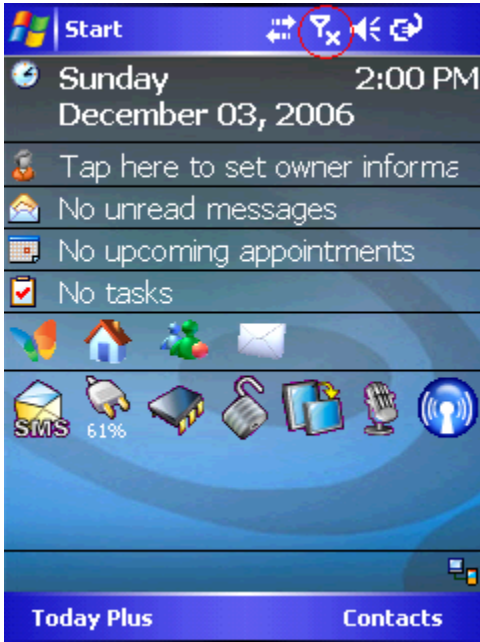 Start
Sunday 2:00 PM
December 03, 2006
Tap here to set owner informa
No unread messages
No upcoming appointments
No tasks
SMS 61%
Today Plus Contacts